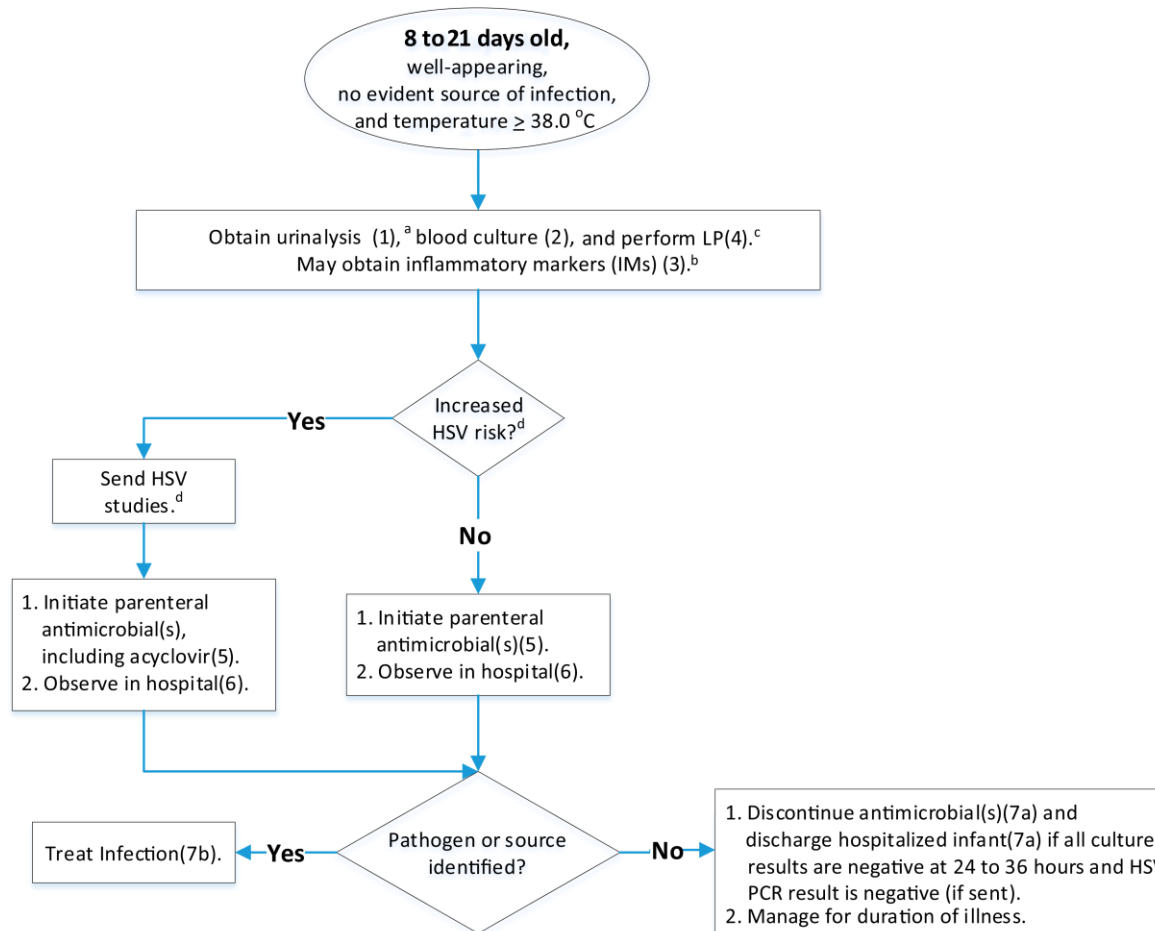 8 to 21 days old,
well-appearing,
no evident source of infection,
and temperature ≥ 38.0 °C
Obtain urinalysis (1),ᵃ blood culture (2), and perform LP(4).ᶜ
May obtain inflammatory markers (IMs) (3).ᵇ
Increased
HSV risk?ᵈ
Yes
Send HSV
studies.ᵈ
No
1. Initiate parenteral
antimicrobial(s),
including acyclovir(5).
2. Observe in hospital(6).
1. Initiate parenteral
antimicrobial(s)(5).
2. Observe in hospital(6).
Pathogen or source
identified?
Yes
Treat Infection(7b).
No
1. Discontinue antimicrobial(s)(7a) and
discharge hospitalized infant(7a) if all culture
results are negative at 24 to 36 hours and HSV
PCR result is negative (if sent).
2. Manage for duration of illness.